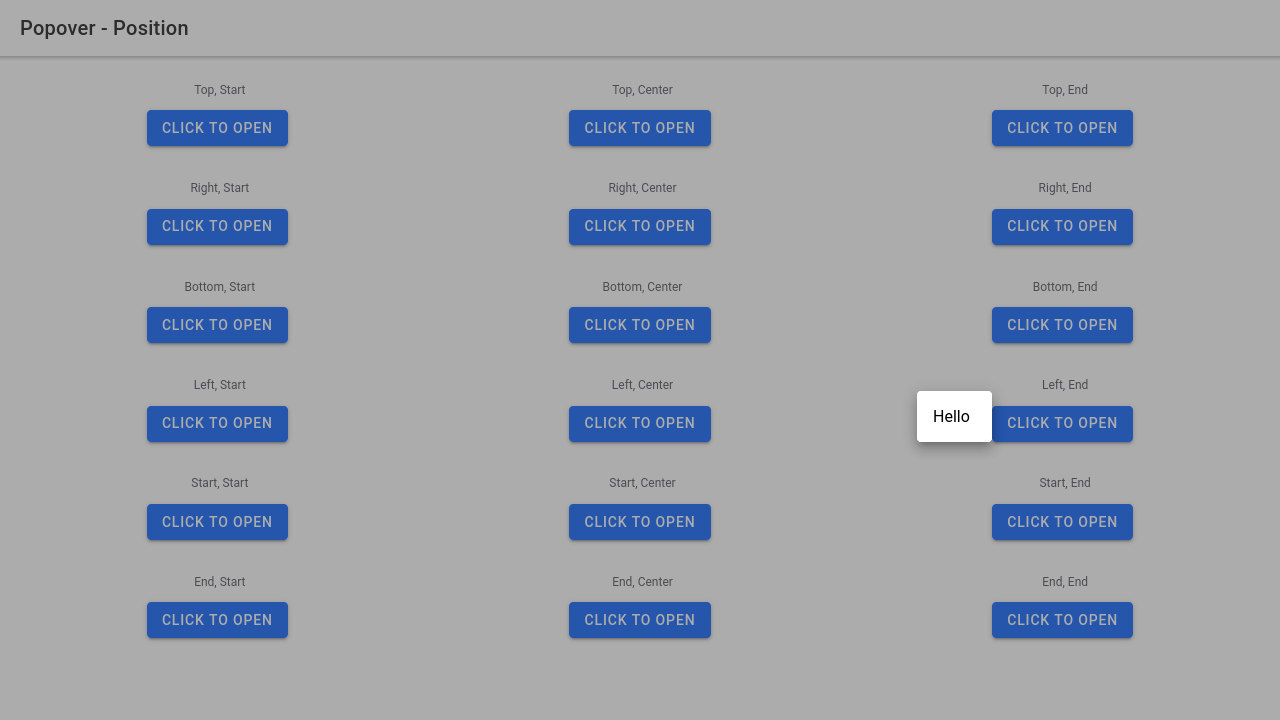 Popover - Position
Top, Start
Top, Center
Top, End
CLICK TO OPEN
CLICK TO OPEN
CLICK TO OPEN
Right, Start
Right, Center
Right, End
CLICK TO OPEN
CLICK TO OPEN
CLICK TO OPEN
Bottom, Start
Bottom, Center
Bottom, End
CLICK TO OPEN
CLICK TO OPEN
CLICK TO OPEN
Left, Start
Left, Center
Left, End
Hello
CLICK TO OPEN
CLICK TO OPEN
CLICK TO OPEN
Start, Start
Start, Center
Start, End
CLICK TO OPEN
CLICK TO OPEN
CLICK TO OPEN
End, Start
End, Center
End, End
CLICK TO OPEN
CLICK TO OPEN
CLICK TO OPEN